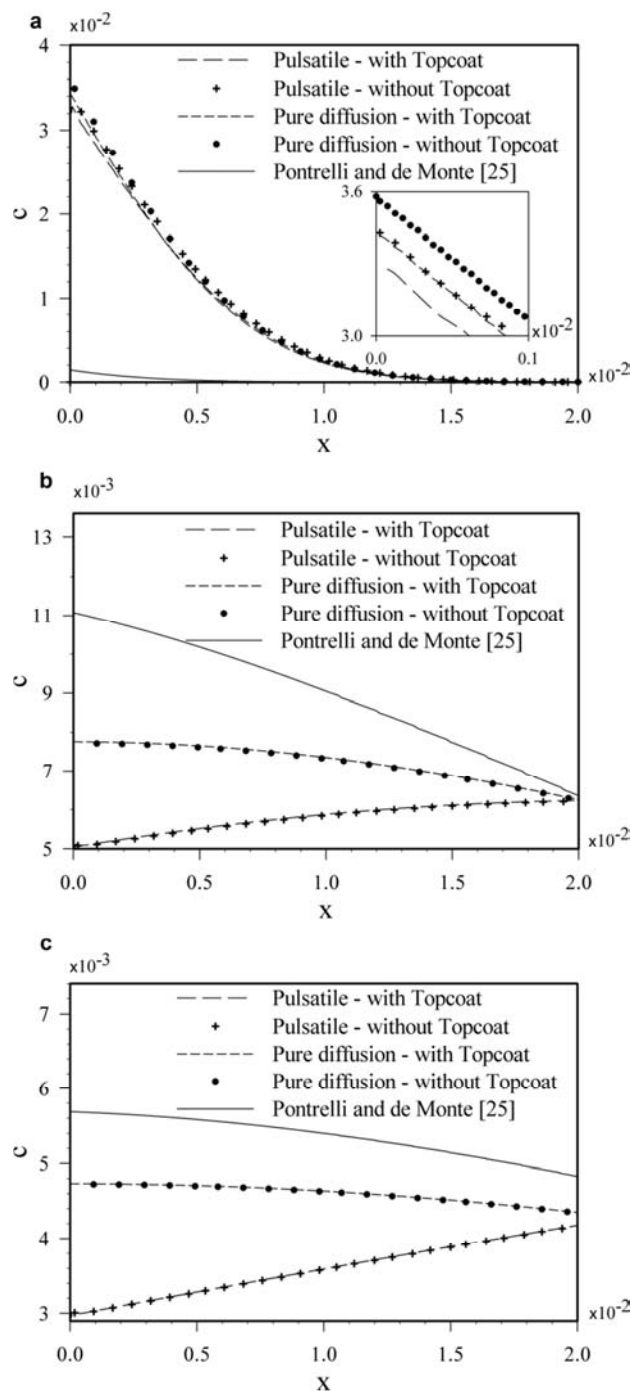 a
x10-2
4
Pulsatile - with Topcoat
Pulsatile - without Topcoat
Pure diffusion - with Topcoat
Pure diffusion - without Topcoat
Pontrelli and de Monte [25]
3
c
2
1
0
3.6
3.0
x10-2
0.0
0.1
x10-2
0.0
0.5
1.0
1.5
2.0
x
b
x10-3
13
Pulsatile - with Topcoat
Pulsatile - without Topcoat
Pure diffusion - with Topcoat
Pure diffusion - without Topcoat
Pontrelli and de Monte [25]
11
c
9
7
5
x10-2
0.0
0.5
1.0
1.5
2.0
x
c
x10-3
7
Pulsatile - with Topcoat
Pulsatile - without Topcoat
Pure diffusion - with Topcoat
Pure diffusion - without Topcoat
Pontrelli and de Monte [25]
6
c
5
4
3
x10-2
0.0
0.5
1.0
1.5
2.0
x